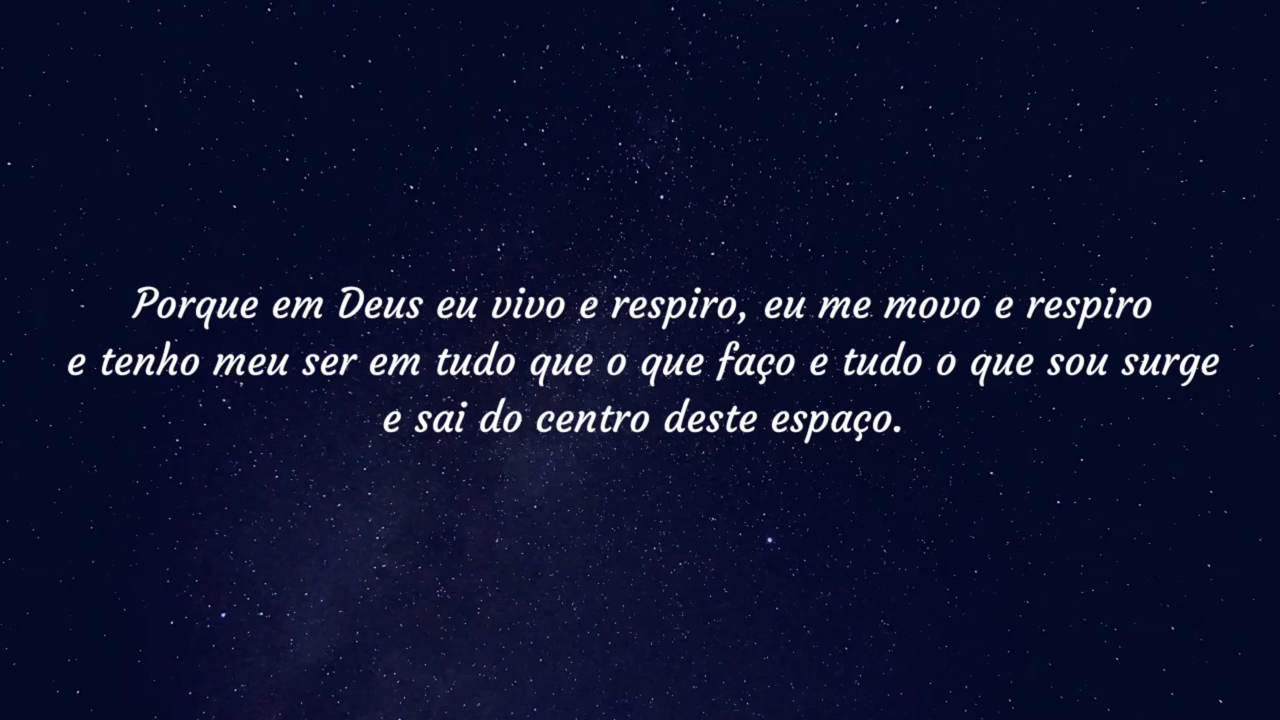 Porque em Deus eu vivo e respiro, eu me movo e respiro
e tenho meu ser em tudo que o que faço e tudo o que sou surge
e sai do centro deste espaço.